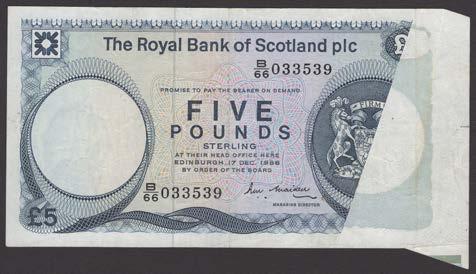 The Royal Bank of Scotland plc
£
B/66 033539
PROMISE TO PAY THE BEARER ON DEMAND
FIVE
POUNDS
STERLING
AT THEIR HEAD OFFICE HERE
EDINBURGH, 17 DEC. 1986
BY ORDER OF THE BOARD
FIRM
B/66 033539
MANAGING DIRECTOR
£5